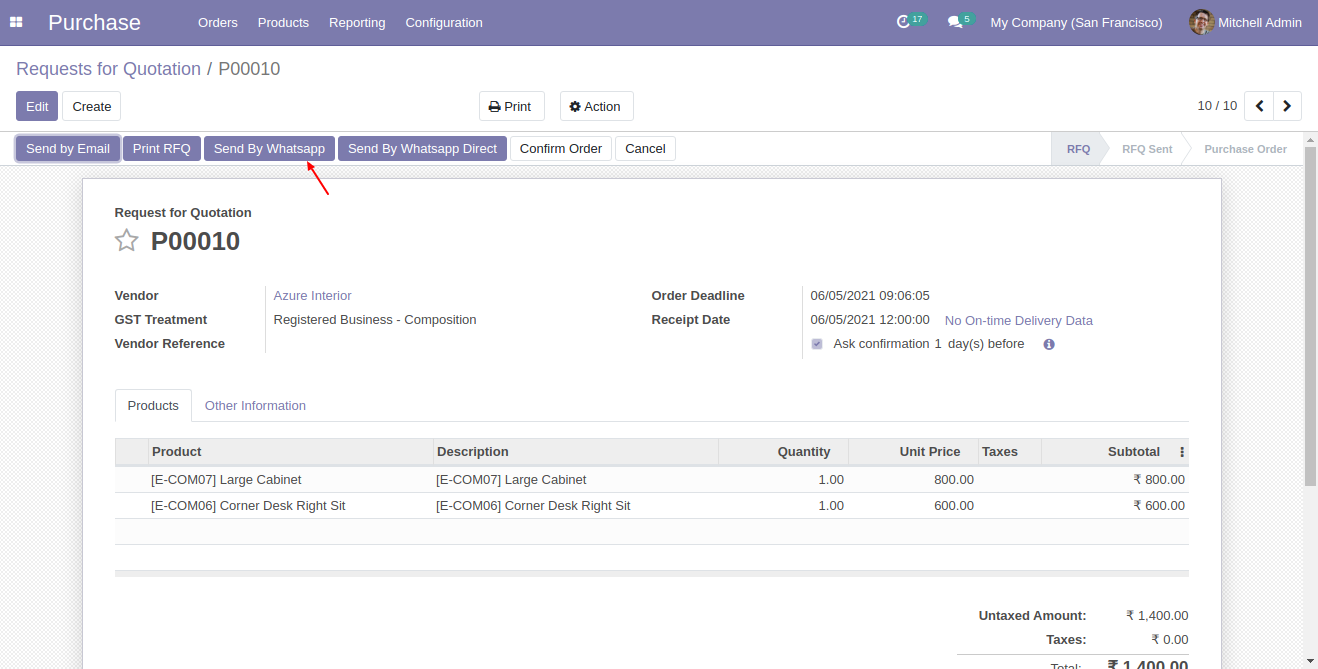 Purchase Orders Products Reporting Configuration 17 5 My Company (San Francisco) Mitchell Admin
Requests for Quotation / P00010
Edit Create Print Action 10 / 10
Send by Email Print RFQ Send By Whatsapp Send By Whatsapp Direct Confirm Order Cancel RFQ RFQ Sent Purchase Order
Request for Quotation
P00010
Vendor Azure Interior Order Deadline 06/05/2021 09:06:05
GST Treatment Registered Business - Composition Receipt Date 06/05/2021 12:00:00 No On-time Delivery Data
Vendor Reference Ask confirmation 1 day(s) before
Products Other Information
Product Description Quantity Unit Price Taxes Subtotal
[E-COM07] Large Cabinet [E-COM07] Large Cabinet 1.00 800.00 ₹ 800.00
[E-COM06] Corner Desk Right Sit [E-COM06] Corner Desk Right Sit 1.00 600.00 ₹ 600.00
Untaxed Amount: ₹ 1,400.00
Taxes: ₹ 0.00
Total: ₹ 1,400.00